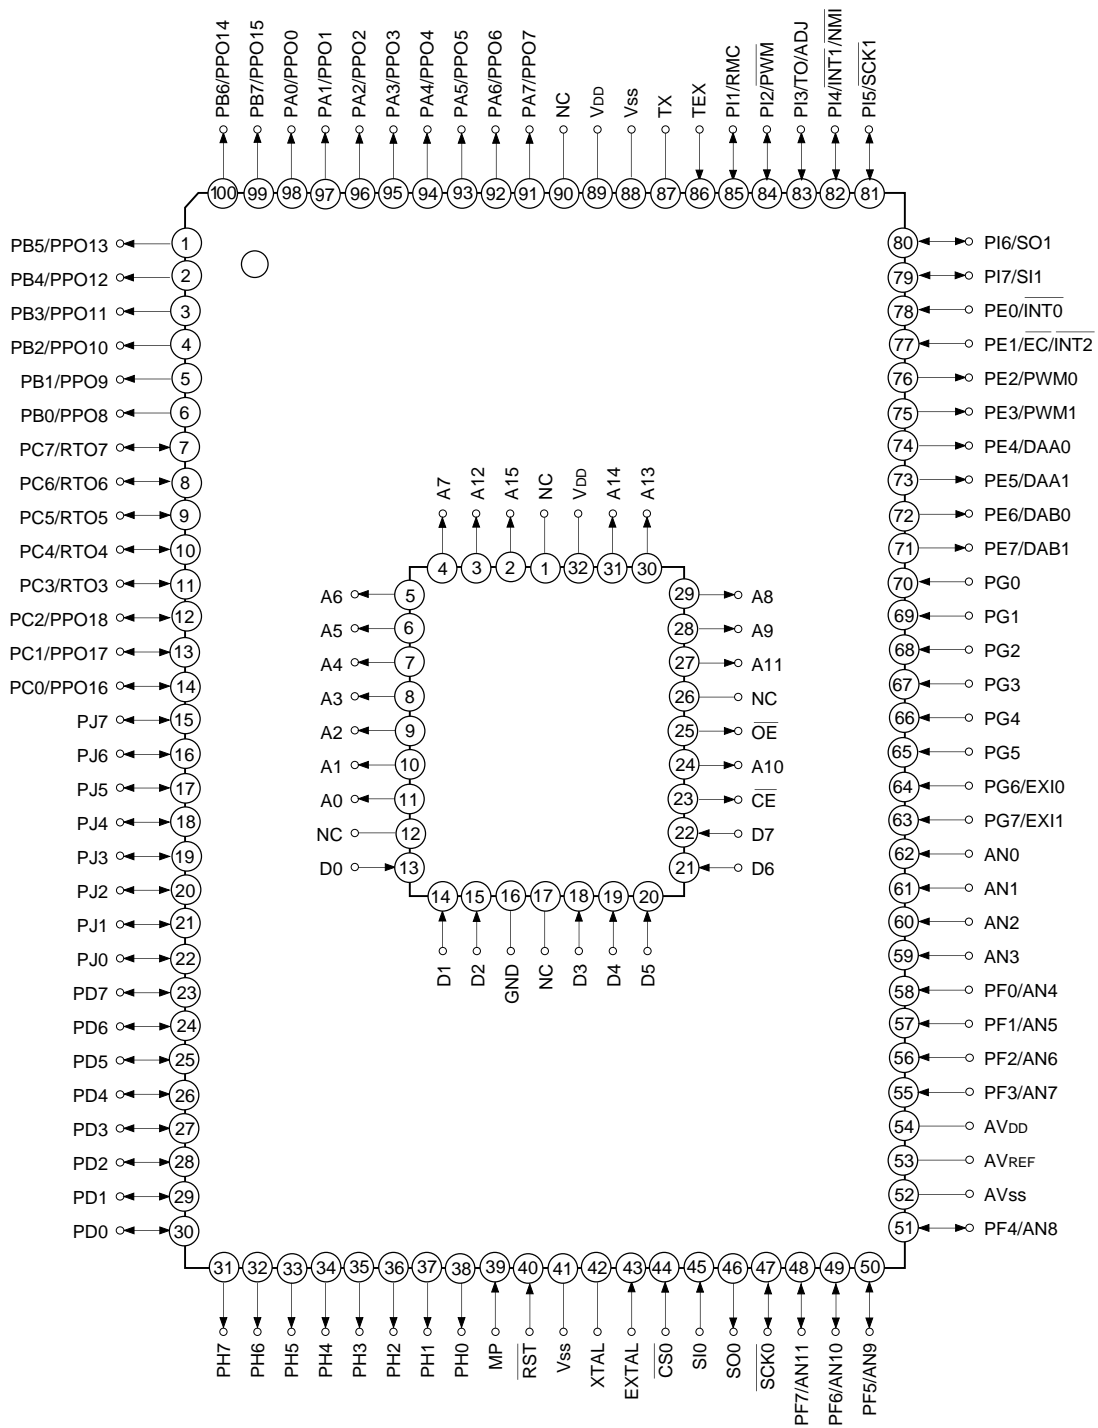 PB6/PPO14
PB7/PPO15
PA0/PPO0
PA1/PPO1
PA2/PPO2
PA3/PPO3
PA4/PPO4
PA5/PPO5
PA6/PPO6
PA7/PPO7
NC
VDD
Vss
TX
TEX
PI1/RMC
PI2/PWM
PI3/TO/ADJ
PI4/INT1/NMI
PI5/SCK1
100 99 98 97 96 95 94 93 92 91 90 89 88 87 86 85 84 83 82 81
PB5/PPO13 1
PB4/PPO12 2
PB3/PPO11 3
PB2/PPO10 4
PB1/PPO9 5
PB0/PPO8 6
PC7/RTO7 7
PC6/RTO6 8
PC5/RTO5 9
PC4/RTO4 10
PC3/RTO3 11
PC2/PPO18 12
PC1/PPO17 13
PC0/PPO16 14
PJ7 15
PJ6 16
PJ5 17
PJ4 18
PJ3 19
PJ2 20
PJ1 21
PJ0 22
PD7 23
PD6 24
PD5 25
PD4 26
PD3 27
PD2 28
PD1 29
PD0 30
A7
A12
A15
NC
VDD
A14
A13
4 3 2 1 32 31 30
A6 5
A5 6
A4 7
A3 8
A2 9
A1 10
A0 11
NC 12
D0 13
29 A8
28 A9
27 A11
26 NC
25 OE
24 A10
23 CE
22 D7
21 D6
14 15 16 17 18 19 20
D1
D2
GND
NC
D3
D4
D5
80 PI6/SO1
79 PI7/SI1
78 PE0/INT0
77 PE1/EC/INT2
76 PE2/PWM0
75 PE3/PWM1
74 PE4/DAA0
73 PE5/DAA1
72 PE6/DAB0
71 PE7/DAB1
70 PG0
69 PG1
68 PG2
67 PG3
66 PG4
65 PG5
64 PG6/EXI0
63 PG7/EXI1
62 AN0
61 AN1
60 AN2
59 AN3
58 PF0/AN4
57 PF1/AN5
56 PF2/AN6
55 PF3/AN7
54 AVDD
53 AVREF
52 AVss
51 PF4/AN8
31 32 33 34 35 36 37 38 39 40 41 42 43 44 45 46 47 48 49 50
PH7
PH6
PH5
PH4
PH3
PH2
PH1
PH0
MP
RST
Vss
XTAL
EXTAL
CS0
SI0
SO0
SCK0
PF7/AN11
PF6/AN10
PF5/AN9